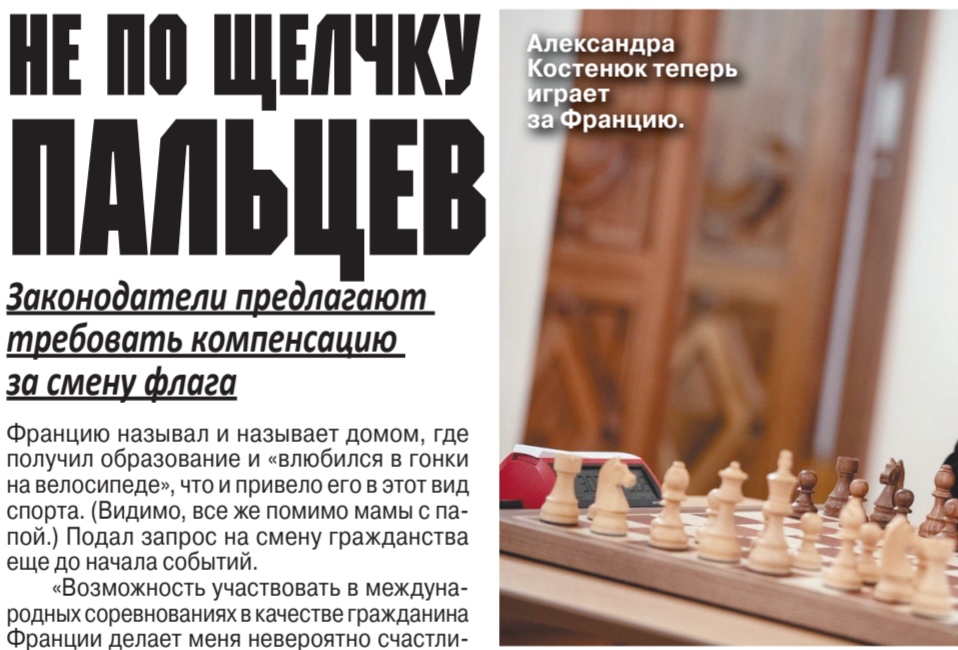 НЕ ПО ЩЕЛЧКУ
ПАЛЬЦЕВ
Законодатели предлагают
требовать компенсацию
за смену флага
Францию называл и называет домом, где
получил образование и «влюбился в гонки
на велосипеде», что и привело его в этот вид
спорта. (Видимо, все же помимо мамы с па-
пой.) Подал запрос на смену гражданства
еще до начала событий.
«Возможность участвовать в междуна-
родных соревнованиях в качестве гражданина
Франции делает меня невероятно счастли-
Александра
Костенюк теперь
играет
за Францию.